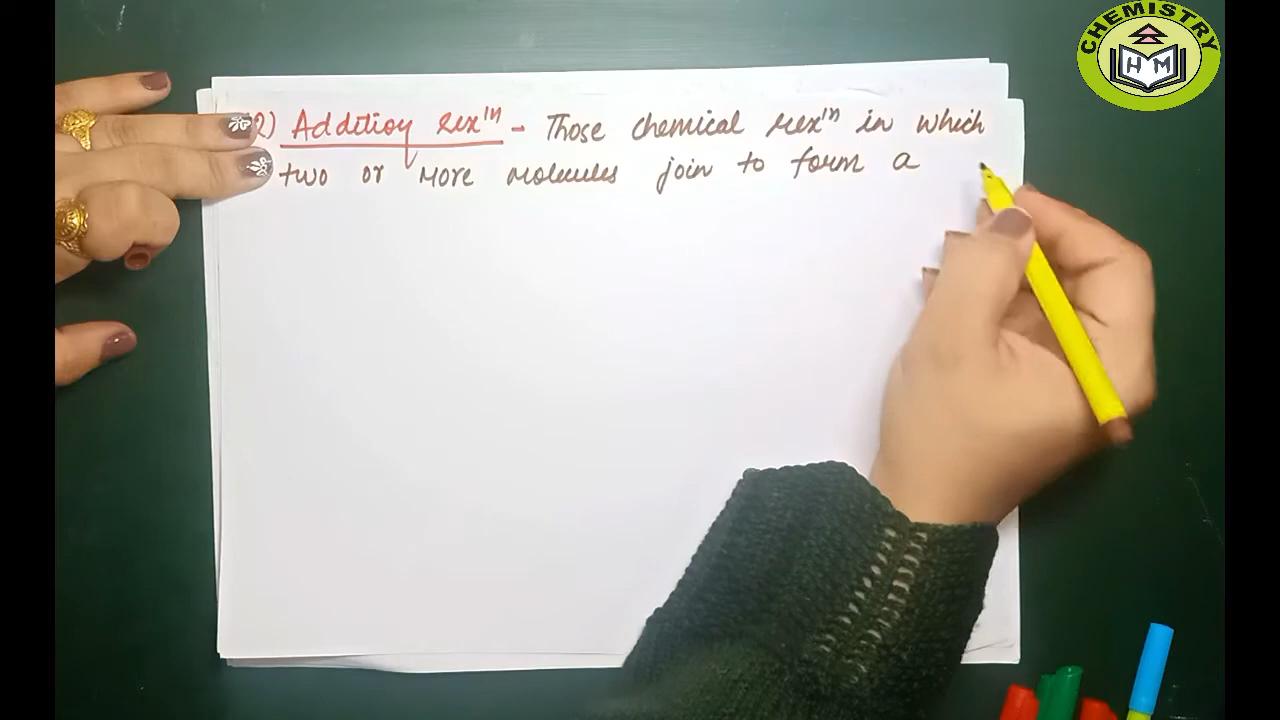 CHEMISTRY
HM
2) Addition rex'n - Those chemical rex'n in which
two or more molecules join to form a